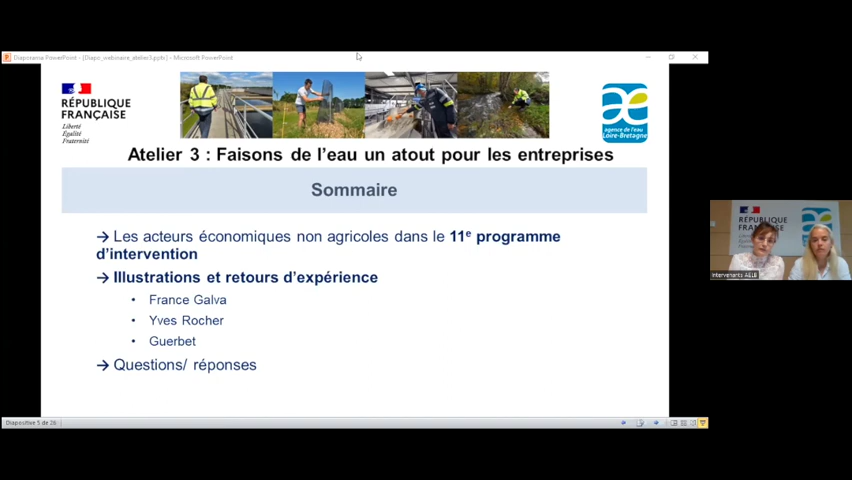 Diaporama PowerPoint - [Diapo_webinaire_atelier3.pptx] - Microsoft PowerPoint
RÉPUBLIQUE
FRANÇAISE
Liberté
Égalité
Fraternité
agence de l'eau
Loire-Bretagne
Atelier 3 : Faisons de l'eau un atout pour les entreprises
Sommaire
→ Les acteurs économiques non agricoles dans le 11e programme
d'intervention
→ Illustrations et retours d'expérience
• France Galva
• Yves Rocher
• Guerbet
→ Questions/ réponses
RÉPUBLIQUE
FRANÇAISE
Intervenants AELB
Diapositive 5 de 26